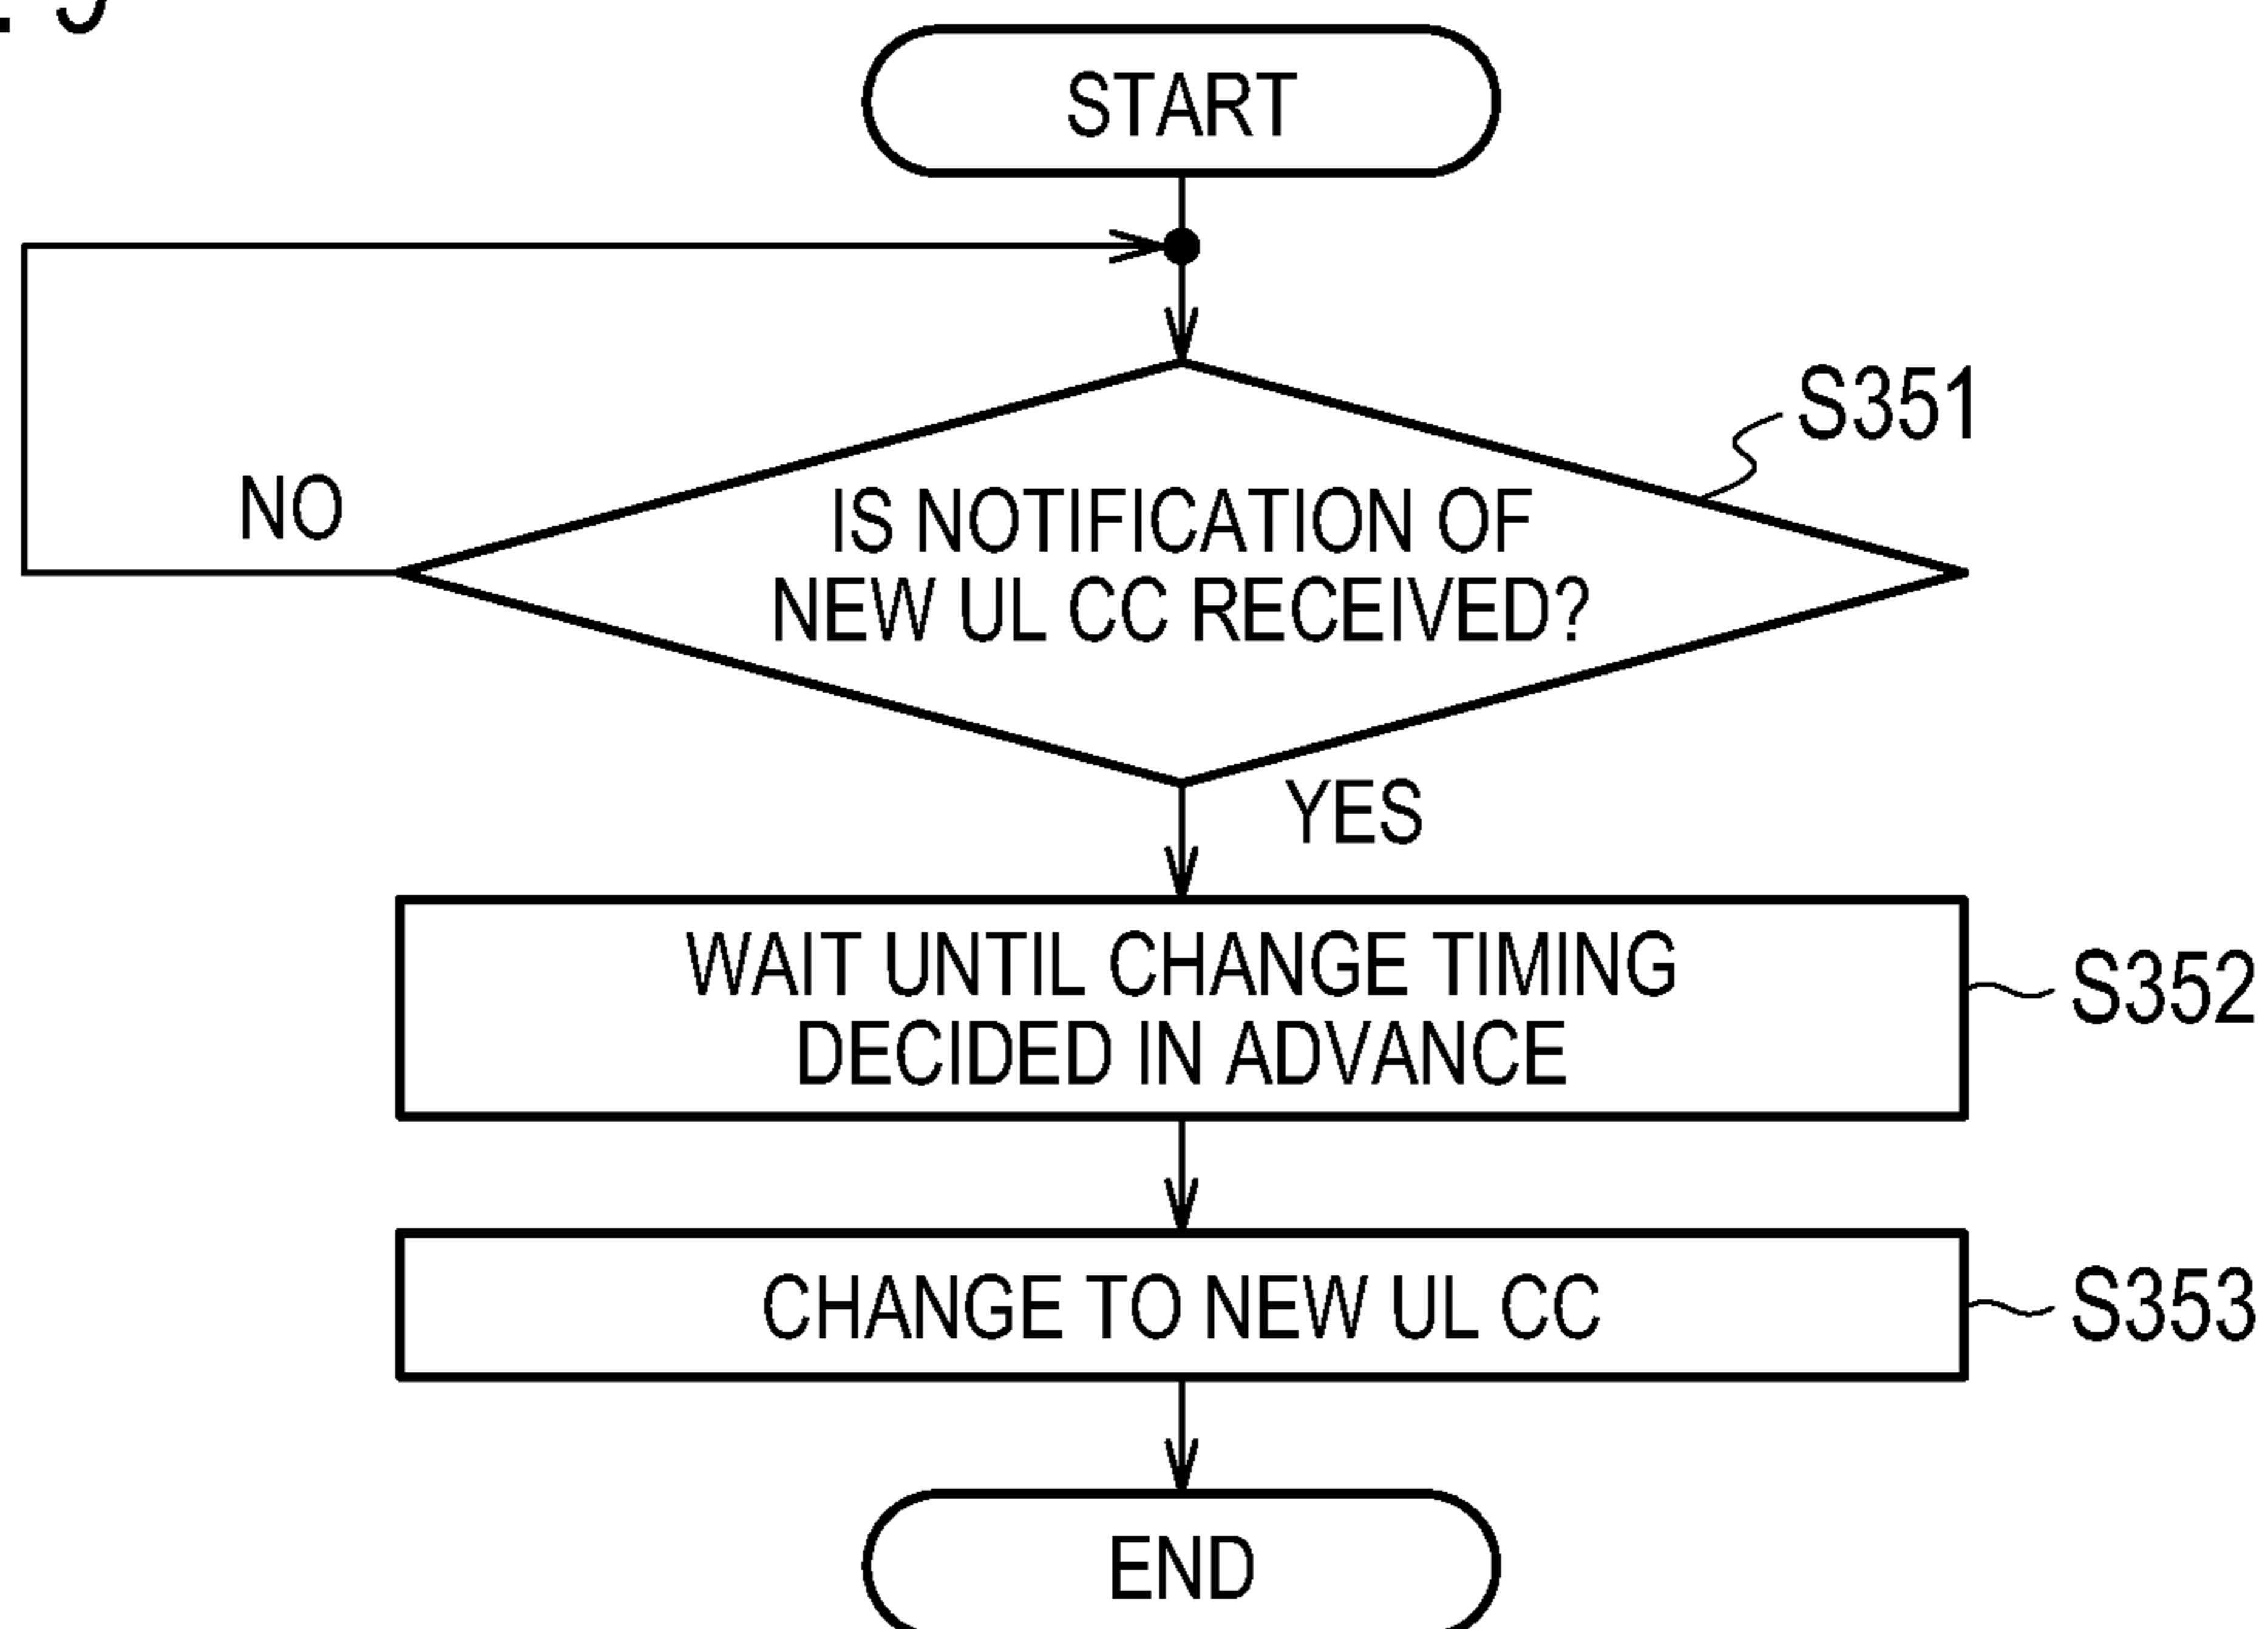 START
S351
NO
IS NOTIFICATION OF
NEW UL CC RECEIVED?
YES
WAIT UNTIL CHANGE TIMING
DECIDED IN ADVANCE
S352
CHANGE TO NEW UL CC
S353
END